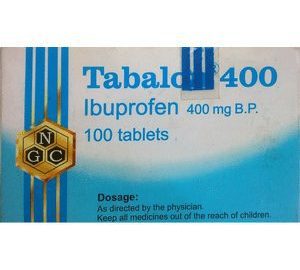 Tabalon® 400
Ibuprofen 400 mg B.P.
100 tablets
N
G C
Dosage:
As directed by the physician.
Keep all medicines out of the reach of children.